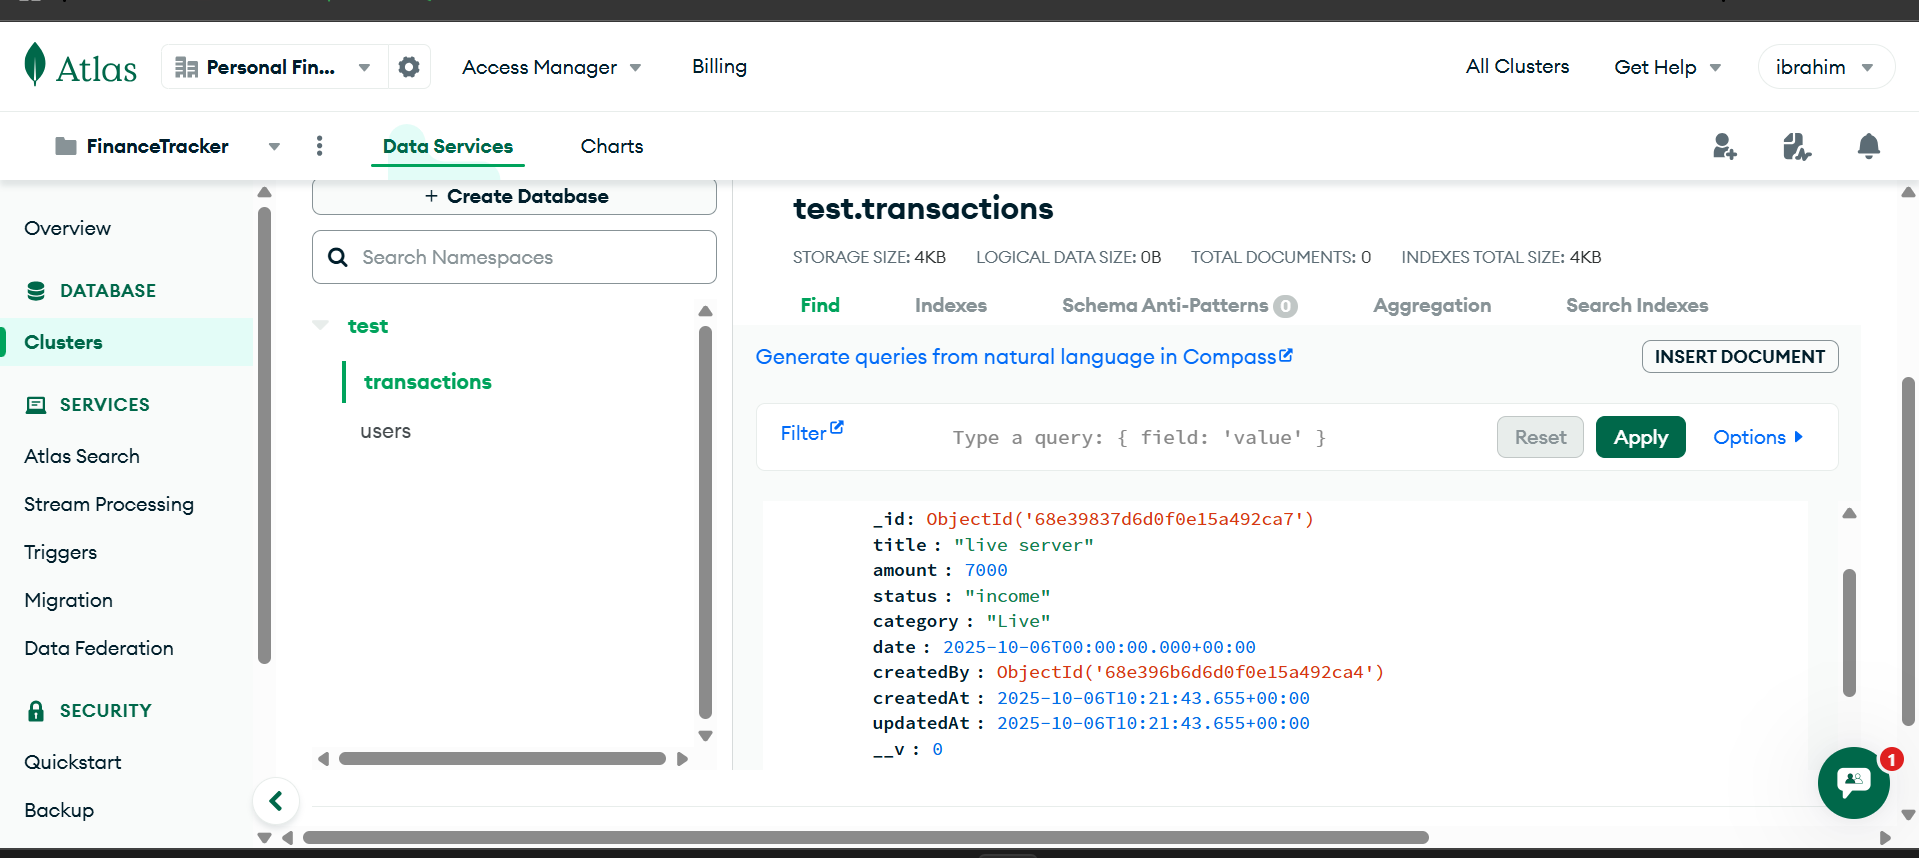 Atlas
Personal Fin...
Access Manager
Billing
All Clusters
Get Help
ibrahim
FinanceTracker
Data Services
Charts
Overview
DATABASE
Clusters
SERVICES
Atlas Search
Stream Processing
Triggers
Migration
Data Federation
SECURITY
Quickstart
Backup
+ Create Database
Search Namespaces
test
transactions
users
test.transactions
STORAGE SIZE: 4KB LOGICAL DATA SIZE: 0B TOTAL DOCUMENTS: 0 INDEXES TOTAL SIZE: 4KB
Find Indexes Schema Anti-Patterns 0 Aggregation Search Indexes
Generate queries from natural language in Compass
INSERT DOCUMENT
Filter
Type a query: { field: 'value' }
Reset
Apply
Options
_id: ObjectId('68e39837d6d0f0e15a492ca7')
title : "live server"
amount : 7000
status : "income"
category : "Live"
date : 2025-10-06T00:00:00.000+00:00
createdBy : ObjectId('68e396b6d6d0f0e15a492ca4')
createdAt : 2025-10-06T10:21:43.655+00:00
updatedAt : 2025-10-06T10:21:43.655+00:00
__v : 0
1